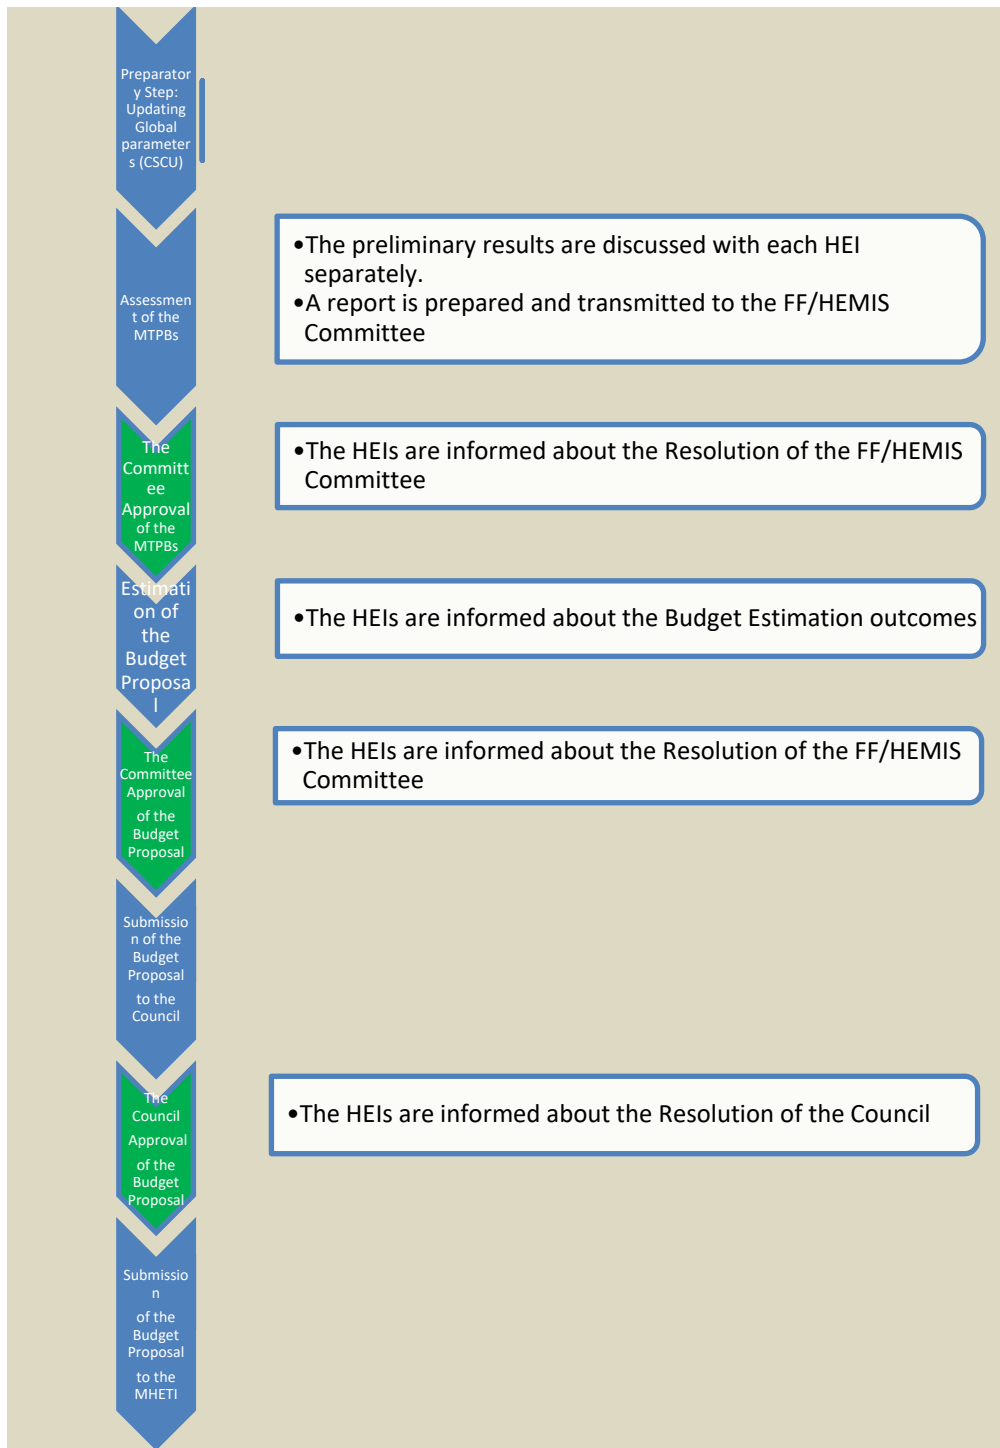 Preparator
y Step:
Updating
Global
parameter
s (CSCU)
Assessmen
t of the
MTPBs
•The preliminary results are discussed with each HEI
separately.
•A report is prepared and transmitted to the FF/HEMIS
Committee
The
Committ
ee
Approval
of the
MTPBs
•The HEIs are informed about the Resolution of the FF/HEMIS
Committee
Estimati
on of
the
Budget
Proposa
l
•The HEIs are informed about the Budget Estimation outcomes
The
Committee
Approval
of the
Budget
Proposal
•The HEIs are informed about the Resolution of the FF/HEMIS
Committee
Submissio
n of the
Budget
Proposal
to the
Council
The
Council
Approval
of the
Budget
Proposal
•The HEIs are informed about the Resolution of the Council
Submissio
n
of the
Budget
Proposal
to the
MHETI